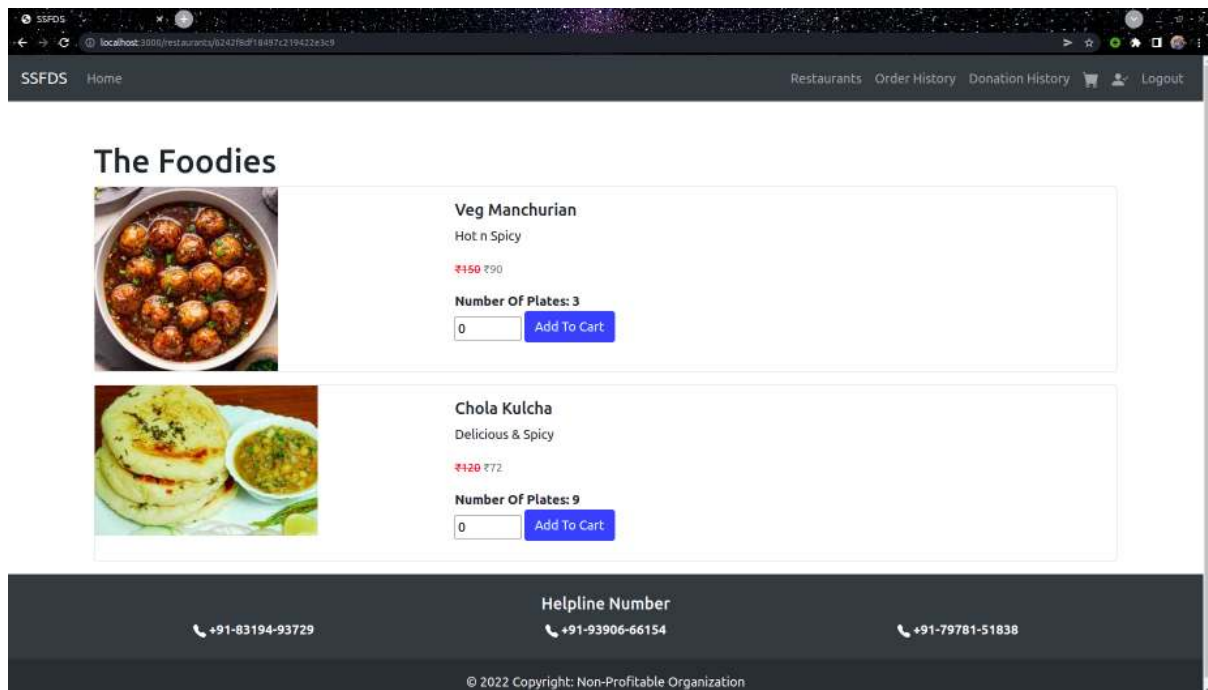 SSFDS
localhost:3000/restaurants/6242f8df18497c219422e3c9
SSFDS Home Restaurants Order History Donation History Logout
The Foodies
Veg Manchurian
Hot n Spicy
₹150 ₹90
Number Of Plates: 3
0 Add To Cart
Chola Kulcha
Delicious & Spicy
₹120 ₹72
Number Of Plates: 9
0 Add To Cart
Helpline Number
+91-83194-93729 +91-93906-66154 +91-79781-51838
© 2022 Copyright: Non-Profitable Organization